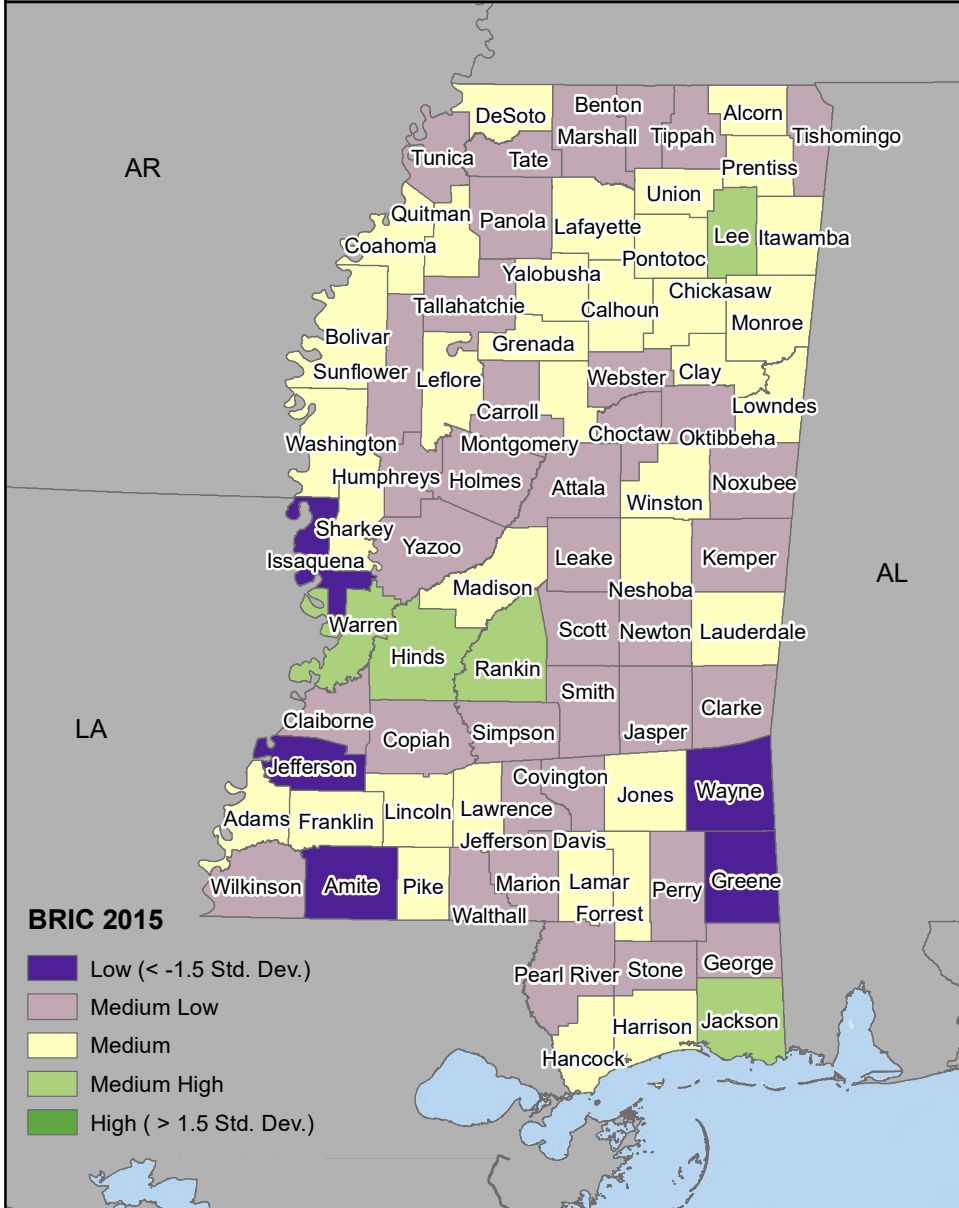 DeSoto
Benton
Alcorn
Marshall
Tippah
Tishomingo
AR
Tunica
Tate
Prentiss
Union
Quitman
Panola
Lafayette
Lee
Itawamba
Coahoma
Pontotoc
Yalobusha
Chickasaw
Tallahatchie
Calhoun
Monroe
Bolivar
Grenada
Sunflower
Leflore
Webster
Clay
Carroll
Lowndes
Washington
Montgomery
Choctaw
Oktibbeha
Humphreys
Holmes
Attala
Noxubee
Winston
Sharkey
Yazoo
Issaquena
Leake
Kemper
AL
Madison
Neshoba
Warren
Scott
Newton
Lauderdale
Hinds
Rankin
Smith
Clarke
LA
Claiborne
Copiah
Simpson
Jasper
Jefferson
Covington
Jones
Wayne
Adams
Franklin
Lincoln
Lawrence
Jefferson Davis
Wilkinson
Amite
Pike
Marion
Lamar
Perry
Greene
Walthall
Forrest
Pearl River
Stone
George
Harrison
Jackson
Hancock
BRIC 2015
Low (< -1.5 Std. Dev.)
Medium Low
Medium
Medium High
High ( > 1.5 Std. Dev.)